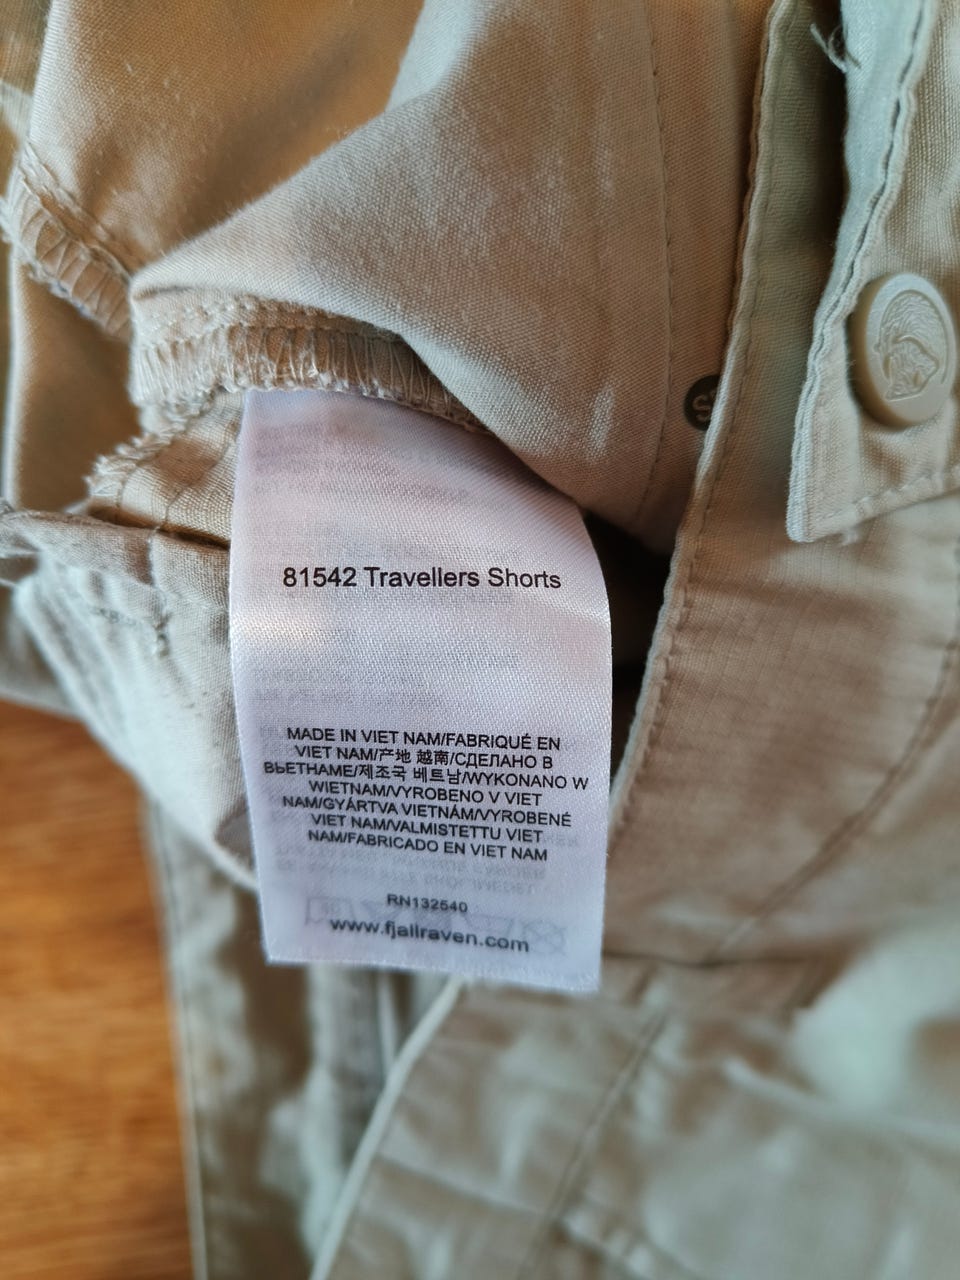 81542 Travellers Shorts
MADE IN VIET NAM/FABRIQUÉ EN
VIET NAM/产地 越南/СДЕЛАНО В
ВЬЕТНАМЕ/제조국 베트남/WYKONANO W
WIETNAM/VYROBENO V VIET
NAM/GYÁRTVA VIETNÁM/VYROBENÉ
VIET NAM/VALMISTETTU VIET
NAM/FABRICADO EN VIET NAM
RN132540
www.fjallraven.com